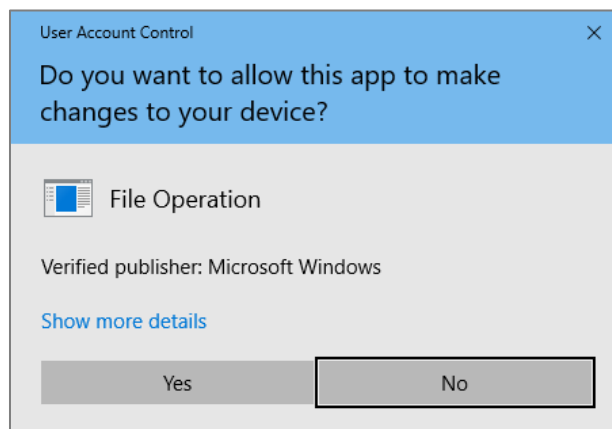 User Account Control
Do you want to allow this app to make
changes to your device?
File Operation
Verified publisher: Microsoft Windows
Show more details
Yes
No